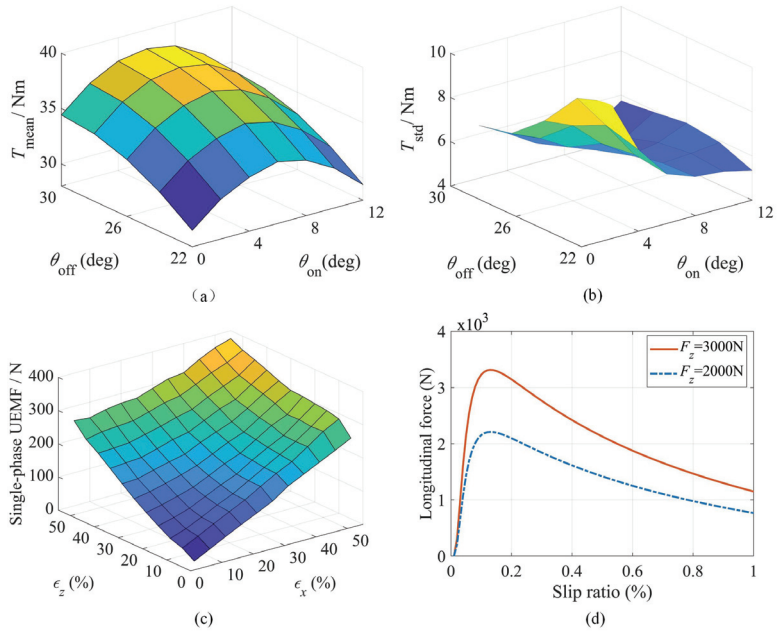 40
35
30
T_mean / Nm
30
26
22
θ_off (deg)
0
4
8
12
θ_on (deg)
(a)
10
8
6
4
T_std / Nm
30
26
22
θ_off (deg)
0
4
8
12
θ_on (deg)
(b)
400
300
200
100
0
Single-phase UEMF / N
50
40
30
20
10
0
ϵ_z (%)
0
10
20
30
40
50
ϵ_x (%)
(c)
x10³
4
3
2
1
0
Longitudinal force (N)
F_z=3000N
F_z=2000N
0
0.2
0.4
0.6
0.8
1
Slip ratio (%)
(d)